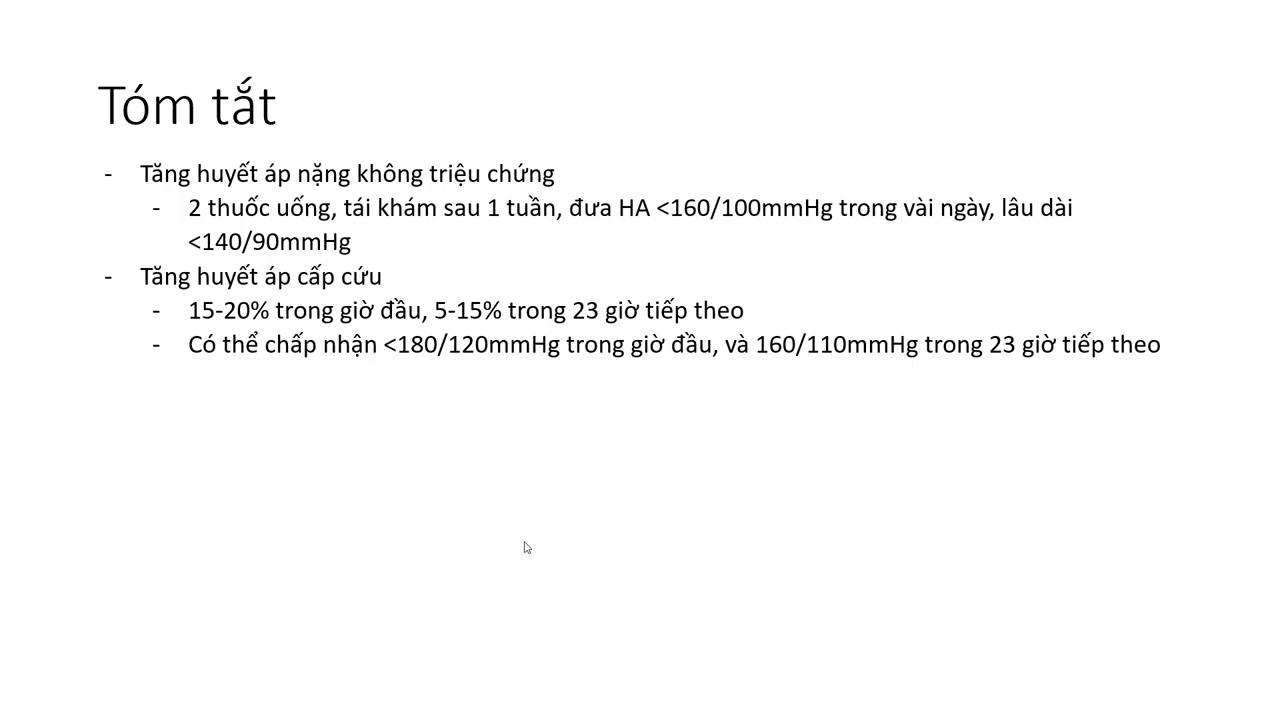 Tóm tắt
- Tăng huyết áp nặng không triệu chứng
- 2 thuốc uống, tái khám sau 1 tuần, đưa HA <160/100mmHg trong vài ngày, lâu dài
<140/90mmHg
- Tăng huyết áp cấp cứu
- 15-20% trong giờ đầu, 5-15% trong 23 giờ tiếp theo
- Có thể chấp nhận <180/120mmHg trong giờ đầu, và 160/110mmHg trong 23 giờ tiếp theo